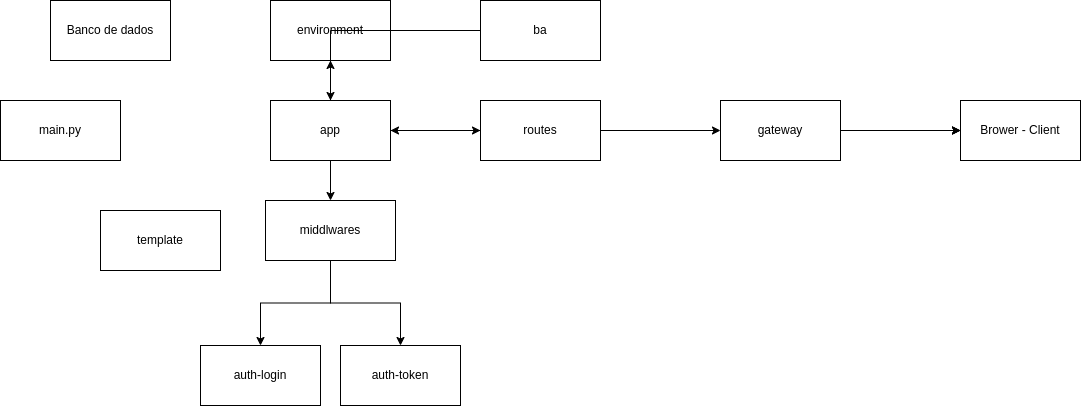 Banco de dados
environment
ba
main.py
app
routes
gateway
Brower - Client
template
middlwares
auth-login
auth-token